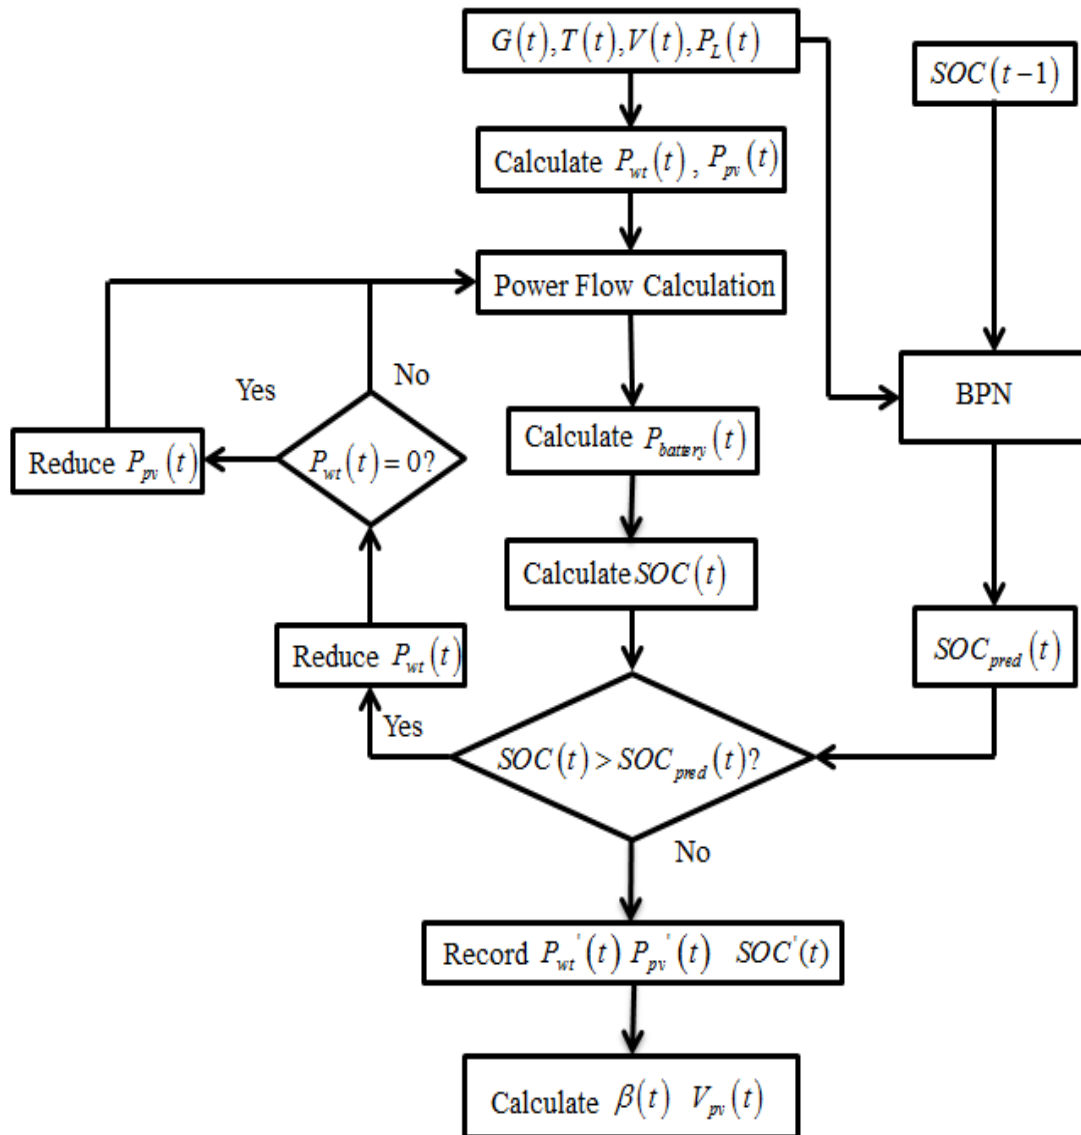 G(t),T(t),V(t),P_L(t)
SOC(t−1)
Calculate P_wt(t), P_pv(t)
Power Flow Calculation
Yes
No
BPN
Reduce P_pv(t)
P_wt(t)=0?
Calculate P_battery(t)
Calculate SOC(t)
Reduce P_wt(t)
SOC_pred(t)
Yes
SOC(t)>SOC_pred(t)?
No
Record P_wt'(t) P_pv'(t) SOC'(t)
Calculate β(t) V_pv(t)